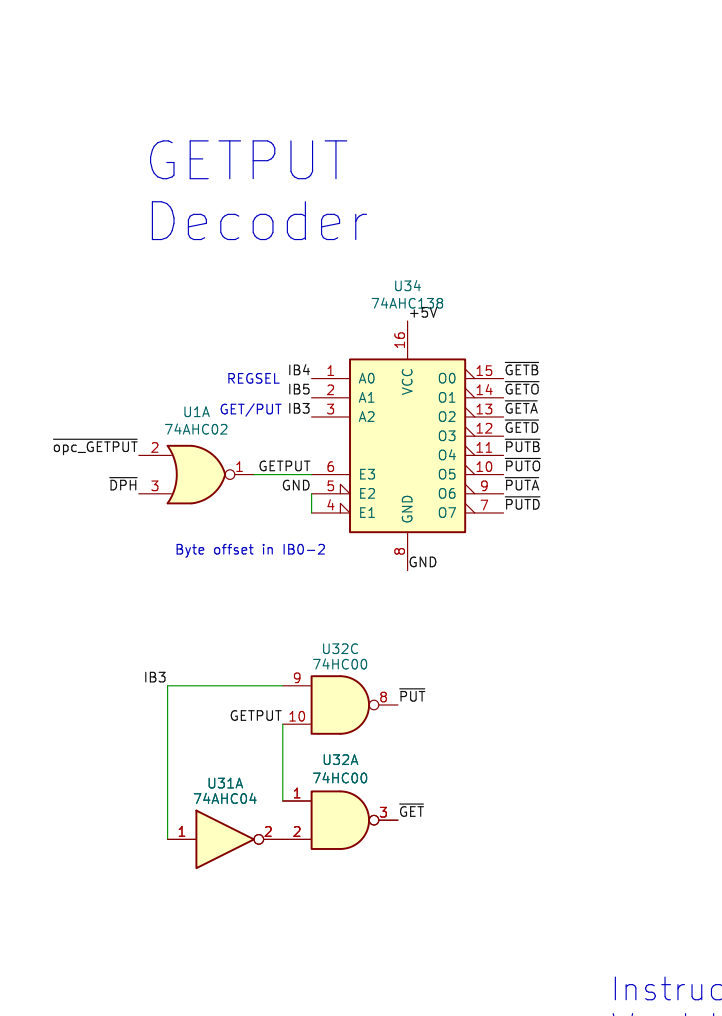 GETPUT
Decoder
U34
74AHC138
+5V
16
VCC
REGSEL
GET/PUT
IB4
IB5
IB3
1
2
3
A0
A1
A2
E3
E2
E1
6
5
4
O0
O1
O2
O3
O4
O5
O6
O7
15
14
13
12
11
10
9
7
GETB
GETO
GETA
GETD
PUTB
PUTO
PUTA
PUTD
U1A
74AHC02
opc_GETPUT
DPH
2
3
1
GETPUT
GND
GND
8
GND
Byte offset in IB0-2
U32C
74HC00
IB3
9
GETPUT
10
8
PUT
U32A
74HC00
1
2
3
GET
U31A
74AHC04
1
2
Instruc